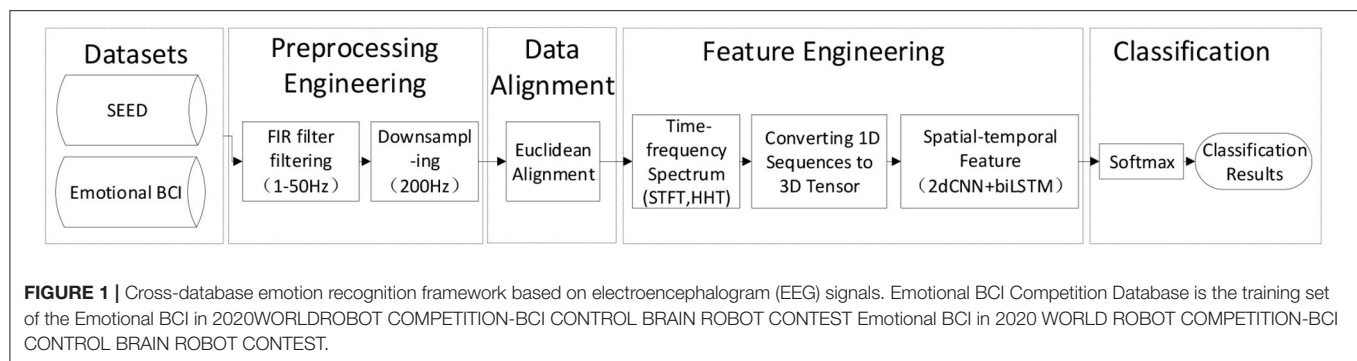 Datasets
SEED
Emotional BCI
Preprocessing
Engineering
FIR filter
filtering
（1-50Hz）
Downsampl
-ing
（200Hz）
Data
Alignment
Euclidean
Alignment
Feature Engineering
Time-
frequency
Spectrum
(STFT,HHT)
Converting 1D
Sequences to
3D Tensor
Spatial-temporal
Feature
（2dCNN+biLSTM）
Classification
Softmax
Classification
Results
FIGURE 1 | Cross-database emotion recognition framework based on electroencephalogram (EEG) signals. Emotional BCI Competition Database is the training set
of the Emotional BCI in 2020WORLDROBOT COMPETITION-BCI CONTROL BRAIN ROBOT CONTEST Emotional BCI in 2020 WORLD ROBOT COMPETITION-BCI
CONTROL BRAIN ROBOT CONTEST.